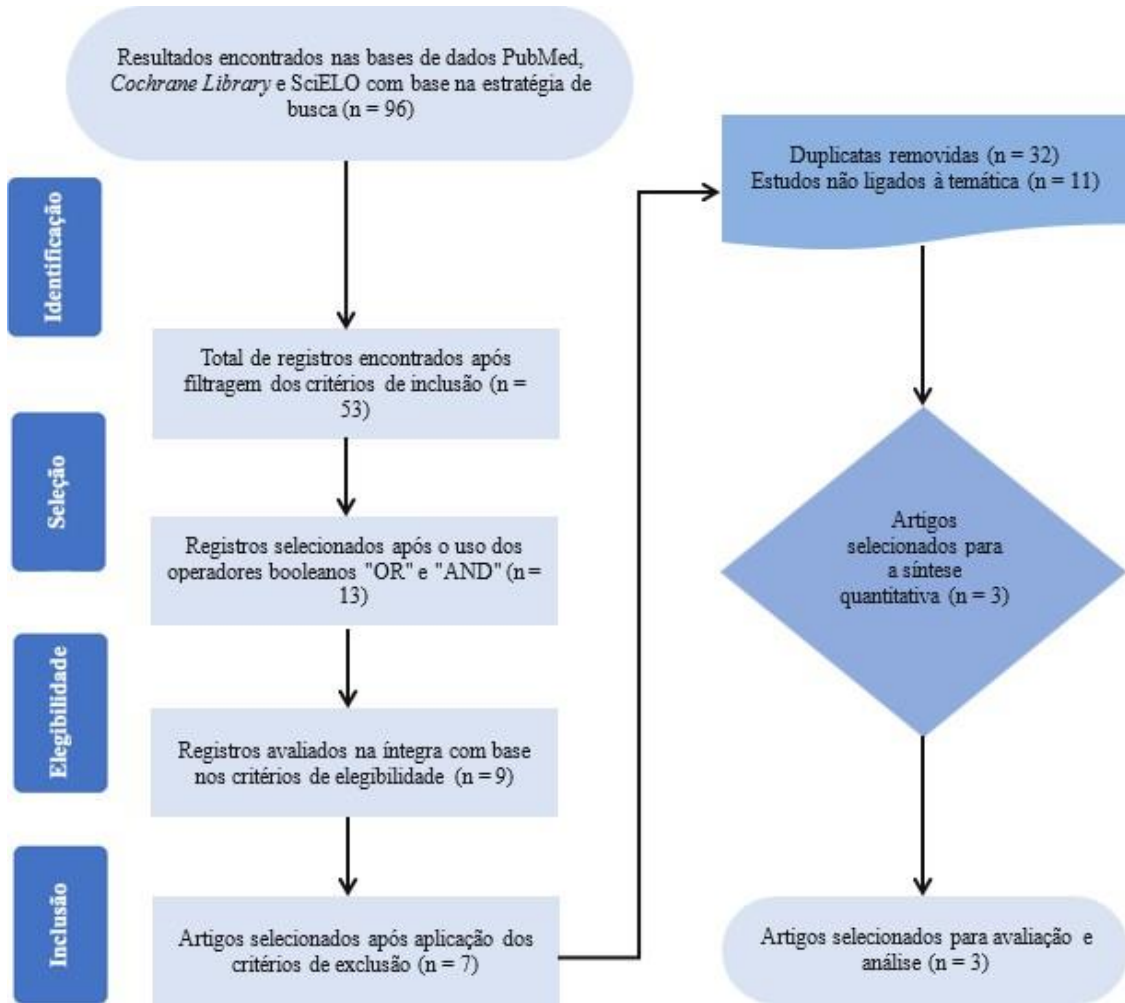 Resultados encontrados nas bases de dados PubMed,
Cochrane Library e SciELO com base na estratégia de
busca (n = 96)
Identificação
Total de registros encontrados após
filtragem dos critérios de inclusão (n =
53)
Seleção
Registros selecionados após o uso dos
operadores booleanos "OR" e "AND" (n =
13)
Elegibilidade
Registros avaliados na íntegra com base
nos critérios de elegibilidade (n = 9)
Inclusão
Artigos selecionados após aplicação dos
critérios de exclusão (n = 7)
Duplicatas removidas (n = 32)
Estudos não ligados à temática (n = 11)
Artigos
selecionados para
a síntese
quantitativa (n = 3)
Artigos selecionados para avaliação e
análise (n = 3)